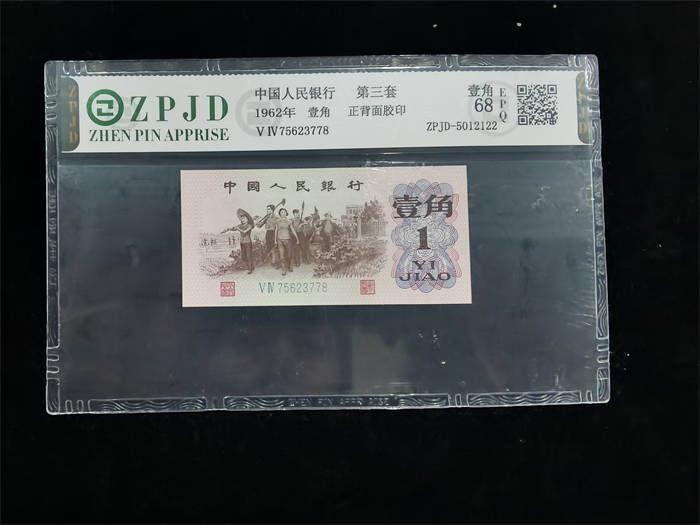 ZPJD
ZHEN PIN APPRISE
中国人民银行 第三套
1962年 壹角 正背面胶印
V IV 75623778
壹角
68
EPQ
ZPJD-5012122
ZPJD
中國人民銀行
壹角
1
YI
JIAO
V IV 75623778